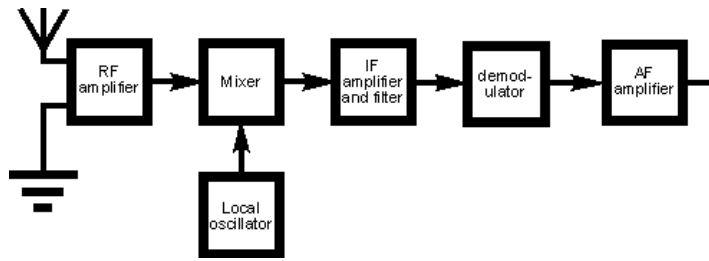 RF
amplifier
Mixer
IF
amplifier
and filter
demod-
ulator
AF
amplifier
Local
oscillator